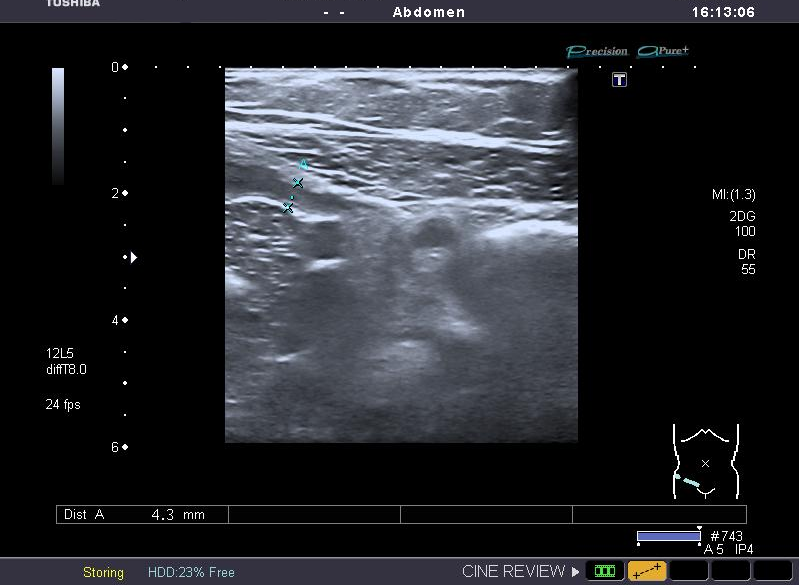 TOSHIBA
- - Abdomen 16:13:06
Precision APure+
T
0
A
2
MI:(1.3)
2DG
100
DR
55
4
12L5
diffT8.0
24 fps
6
Dist A 4.3 mm
#743
A 5 IP4
Storing HDD:23% Free CINE REVIEW